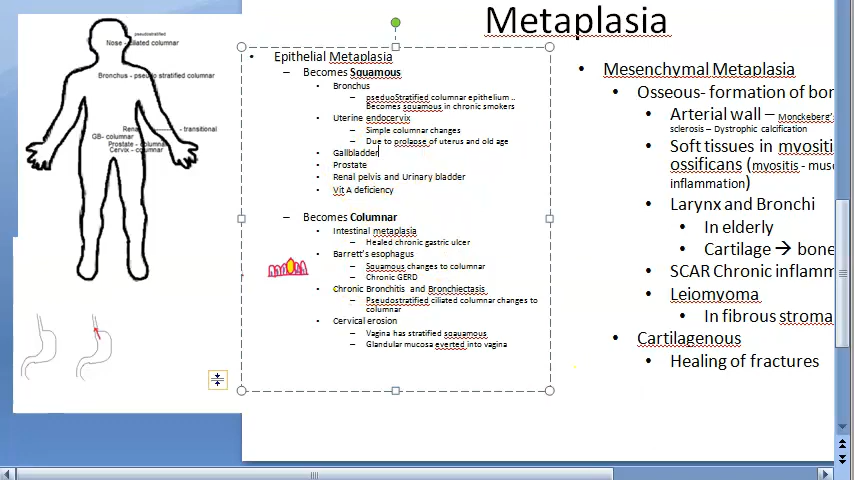 Metaplasia
pseudostratified
Nose - ciliated columnar
Bronchus - pseudo stratified columnar
Renal - transitional
GB- columnar
Prostate - columnar
Cervix - columnar
• Epithelial Metaplasia
– Becomes Squamous
• Bronchus
– pseduoStratified columnar epithelium ..
Becomes squamous in chronic smokers
• Uterine endocervix
– Simple columnar changes
– Due to prolapse of uterus and old age
• Gallbladder
• Prostate
• Renal pelvis and Urinary bladder
• Vit A deficiency
– Becomes Columnar
• Intestinal metaplasia
– Healed chronic gastric ulcer
• Barrett's esophagus
– Squamous changes to columnar
– Chronic GERD
• Chronic Bronchitis and Bronchiectasis
– Pseudostratified ciliated columnar changes to
columnar
• Cervical erosion
– Vagina has stratified sqauamous
– Glandular mucosa everted into vagina
• Mesenchymal Metaplasia
• Osseous- formation of bon
• Arterial wall – Monckeberg's
sclerosis – Dystrophic calcification
• Soft tissues in myositi
ossificans (myositis - mus
inflammation)
• Larynx and Bronchi
• In elderly
• Cartilage → bone
• SCAR Chronic inflamm
• Leiomyoma
• In fibrous stroma
• Cartilagenous
• Healing of fractures